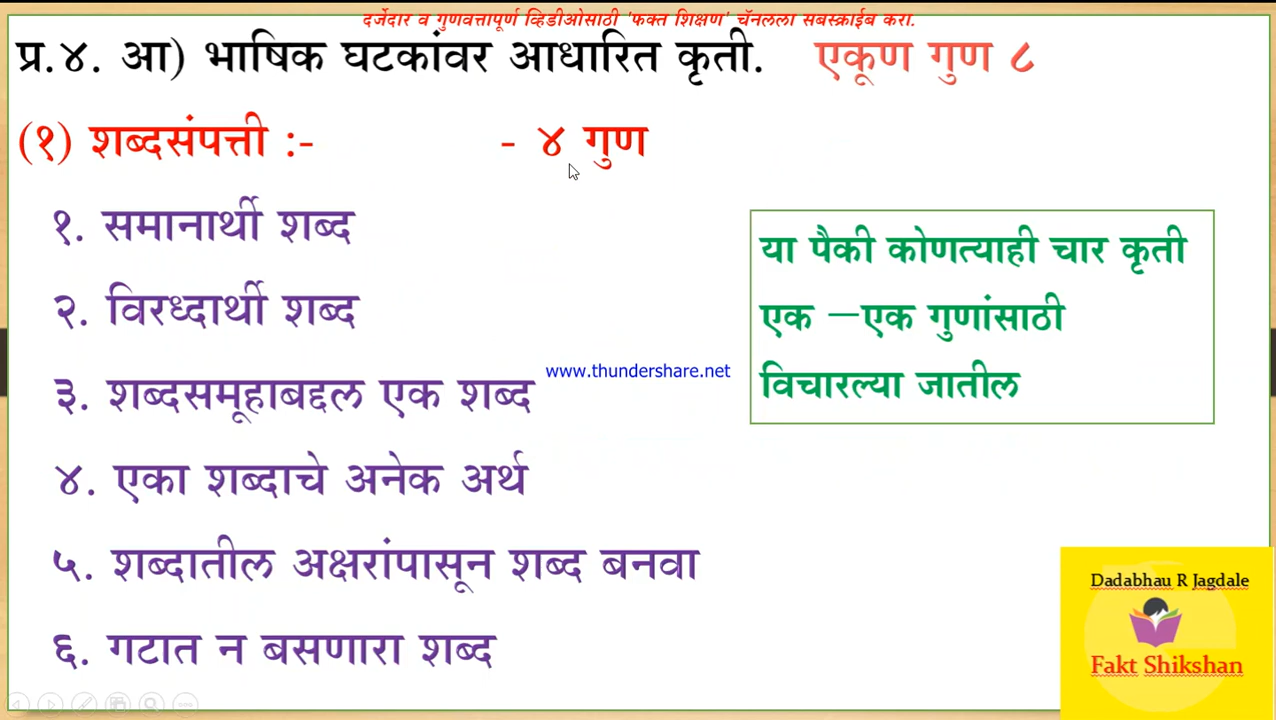 दर्जेदार व गुणवत्तापूर्ण व्हिडीओसाठी 'फक्त शिक्षण' चॅनलला सबस्क्राईब करा.
प्र.४. आ) भाषिक घटकांवर आधारित कृती. एकूण गुण ८
(१) शब्दसंपत्ती :- - ४ गुण
१. समानार्थी शब्द
२. विरध्दार्थी शब्द
३. शब्दसमूहाबद्दल एक शब्द
४. एका शब्दाचे अनेक अर्थ
५. शब्दातील अक्षरांपासून शब्द बनवा
६. गटात न बसणारा शब्द
या पैकी कोणत्याही चार कृती
एक –एक गुणांसाठी
विचारल्या जातील
www.thundershare.net
Dadabhau R Jagdale
Fakt Shikshan